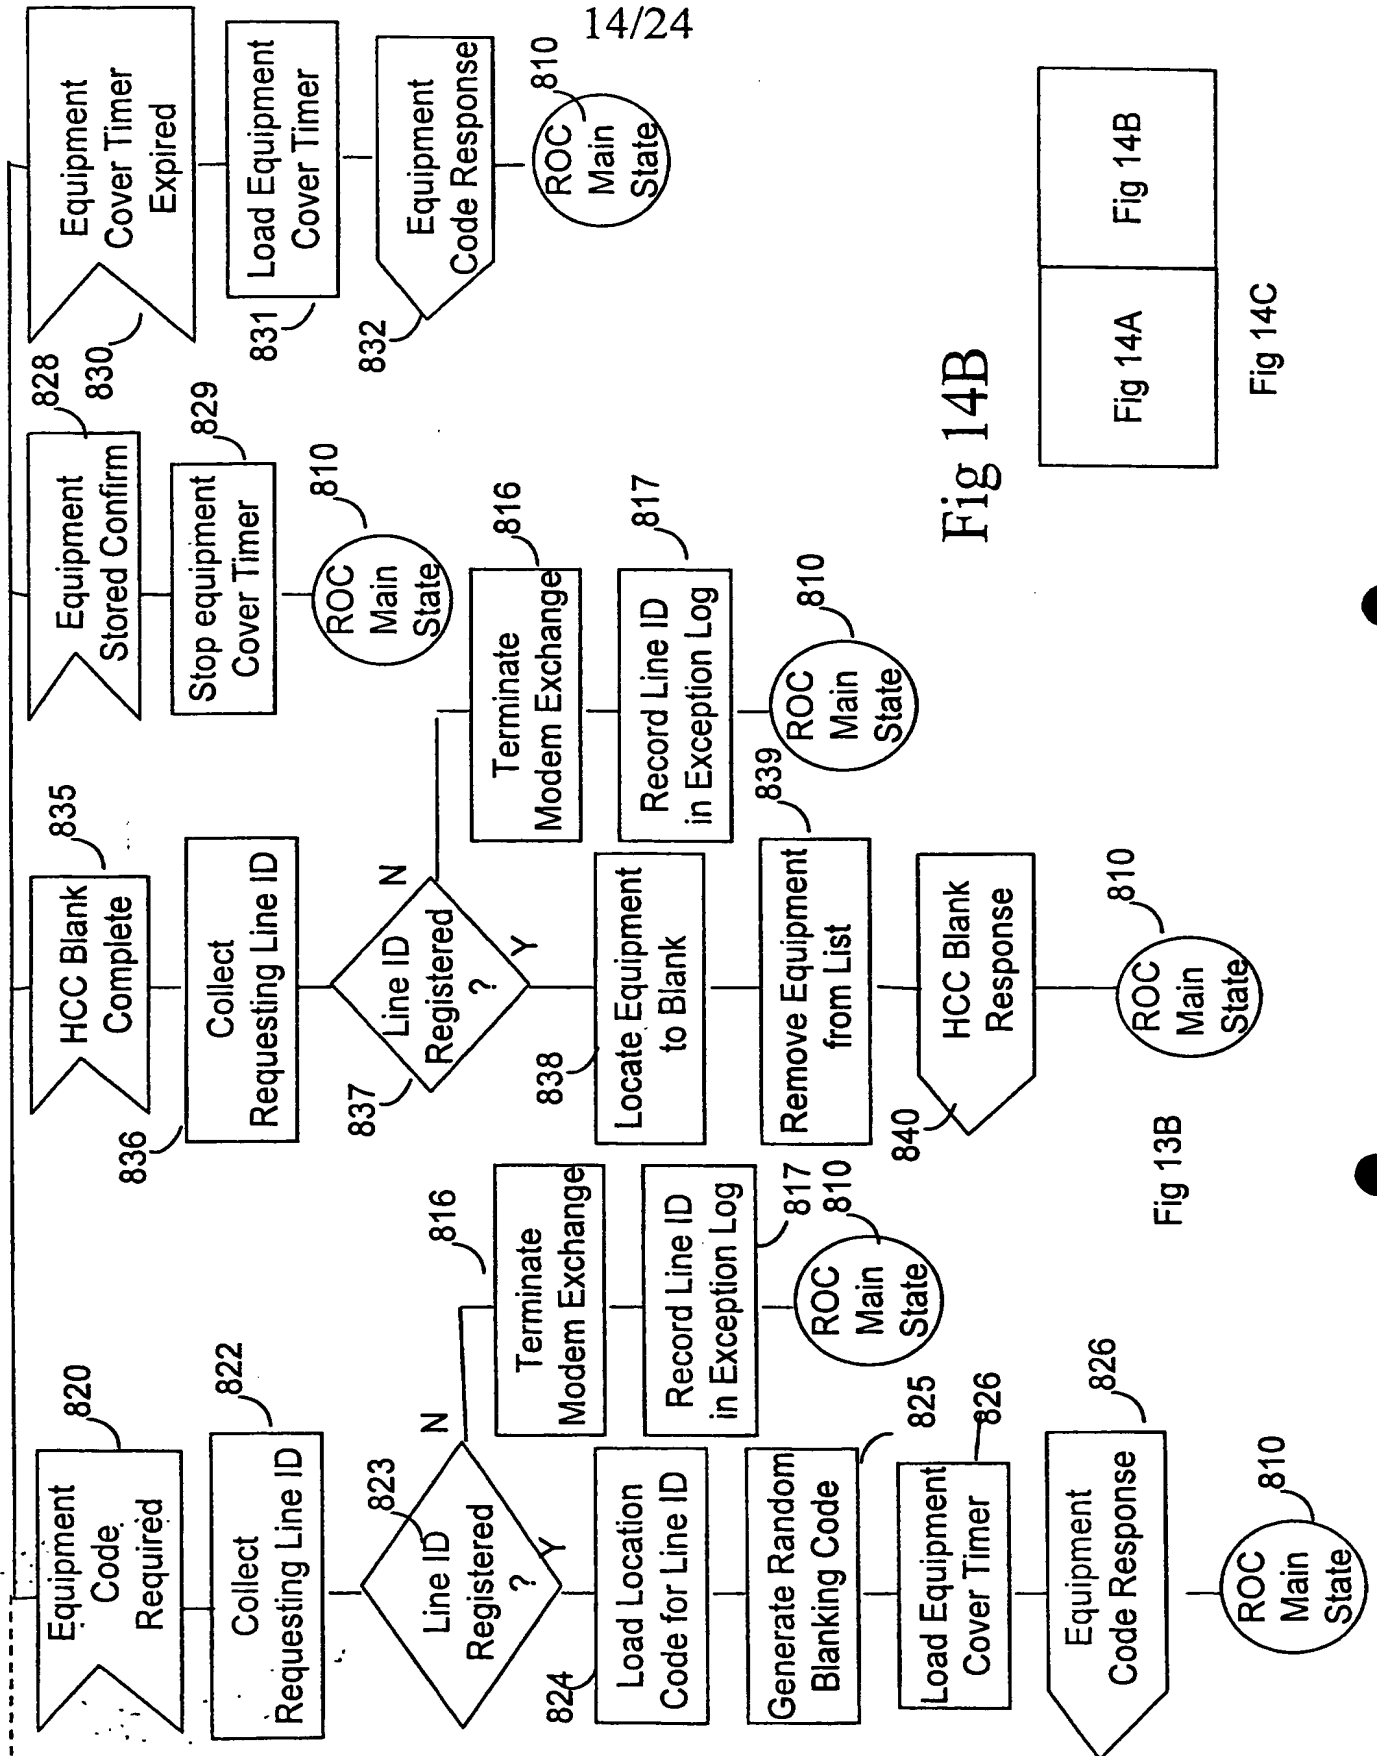 14/24
Equipment
Code
Required
820
Collect
Requesting Line ID
822
Line ID
Registered
?
823
N
Y
Terminate
Modem Exchange
816
Record Line ID
in Exception Log
817
ROC
Main
State
810
Load Location
Code for Line ID
824
Generate Random
Blanking Code
825
Load Equipment
Cover Timer
826
Equipment
Code Response
826
ROC
Main
State
810
HCC Blank
Complete
835
Collect
Requesting Line ID
836
Line ID
Registered
?
837
N
Y
Terminate
Modem Exchange
816
Record Line ID
in Exception Log
817
ROC
Main
State
810
Locate Equipment
to Blank
838
Remove Equipment
from List
839
HCC Blank
Response
840
ROC
Main
State
810
Equipment
Stored Confirm
828
Stop equipment
Cover Timer
829
ROC
Main
State
810
Equipment
Cover Timer
Expired
830
Load Equipment
Cover Timer
831
Equipment
Code Response
832
ROC
Main
State
810
Fig 13B
Fig 14B
Fig 14A
Fig 14B
Fig 14C